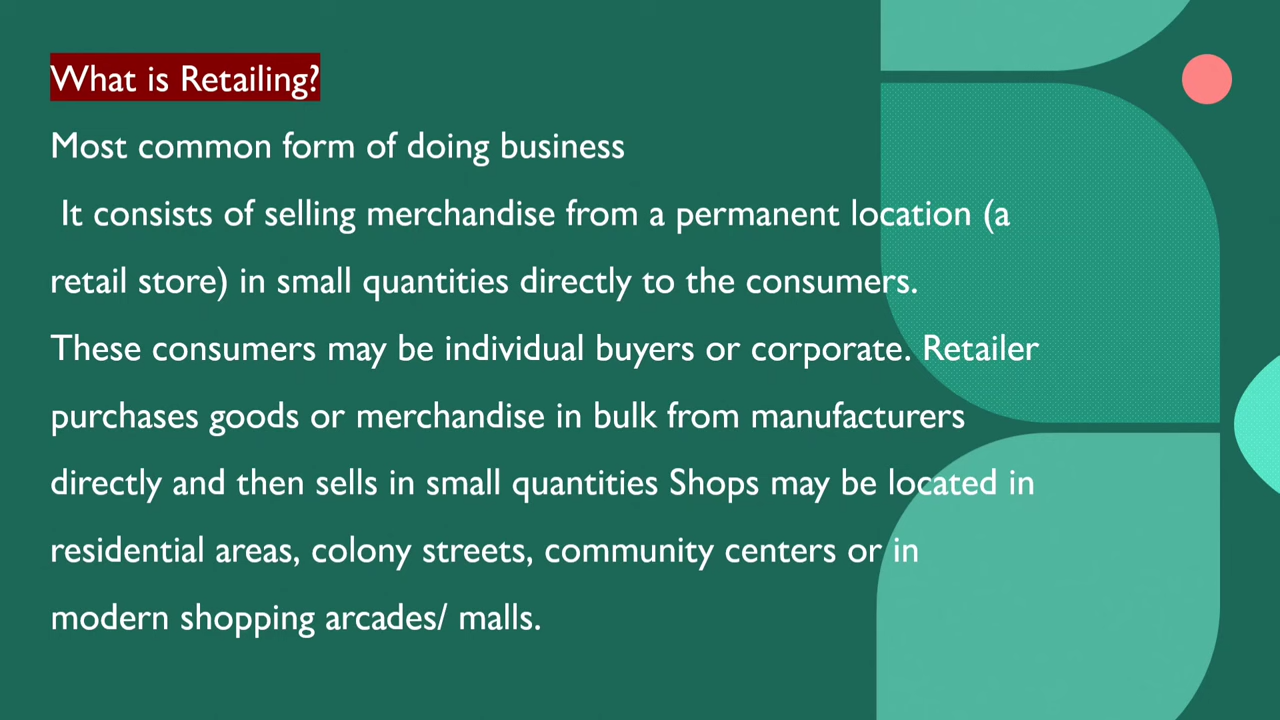 What is Retailing?
Most common form of doing business
It consists of selling merchandise from a permanent location (a
retail store) in small quantities directly to the consumers.
These consumers may be individual buyers or corporate. Retailer
purchases goods or merchandise in bulk from manufacturers
directly and then sells in small quantities Shops may be located in
residential areas, colony streets, community centers or in
modern shopping arcades/ malls.